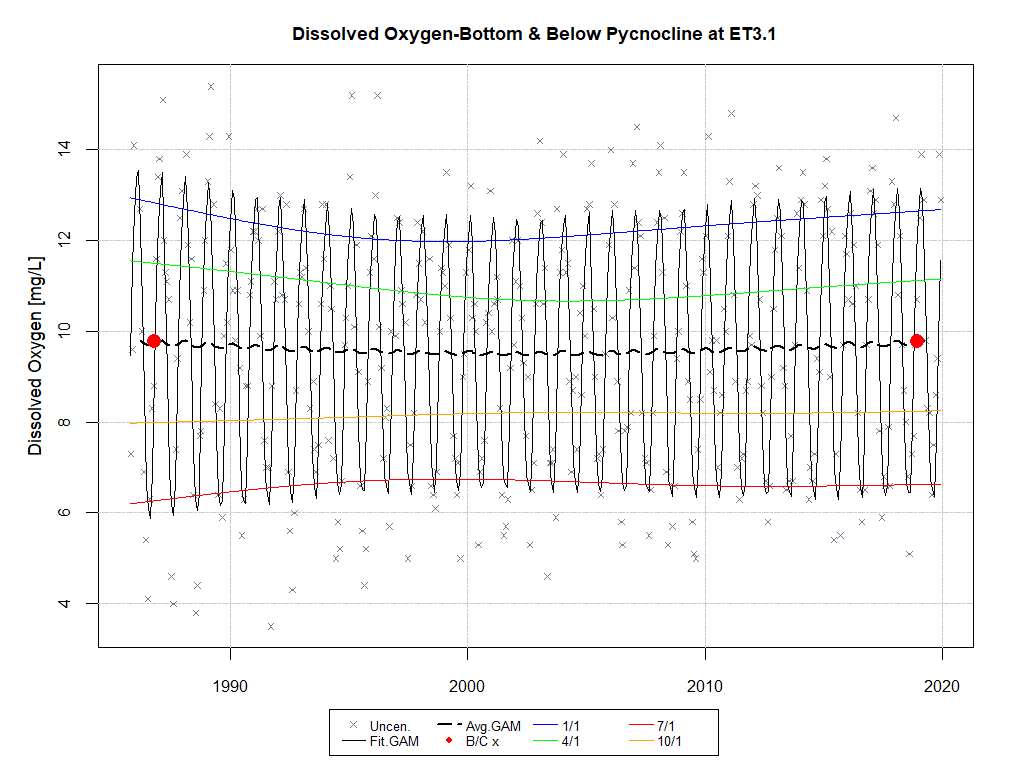 Dissolved Oxygen-Bottom & Below Pycnocline at ET3.1
Dissolved Oxygen [mg/L]
14
12
10
8
6
4
1990 2000 2010 2020
Uncen. Avg.GAM 1/1 7/1
Fit.GAM B/C x 4/1 10/1